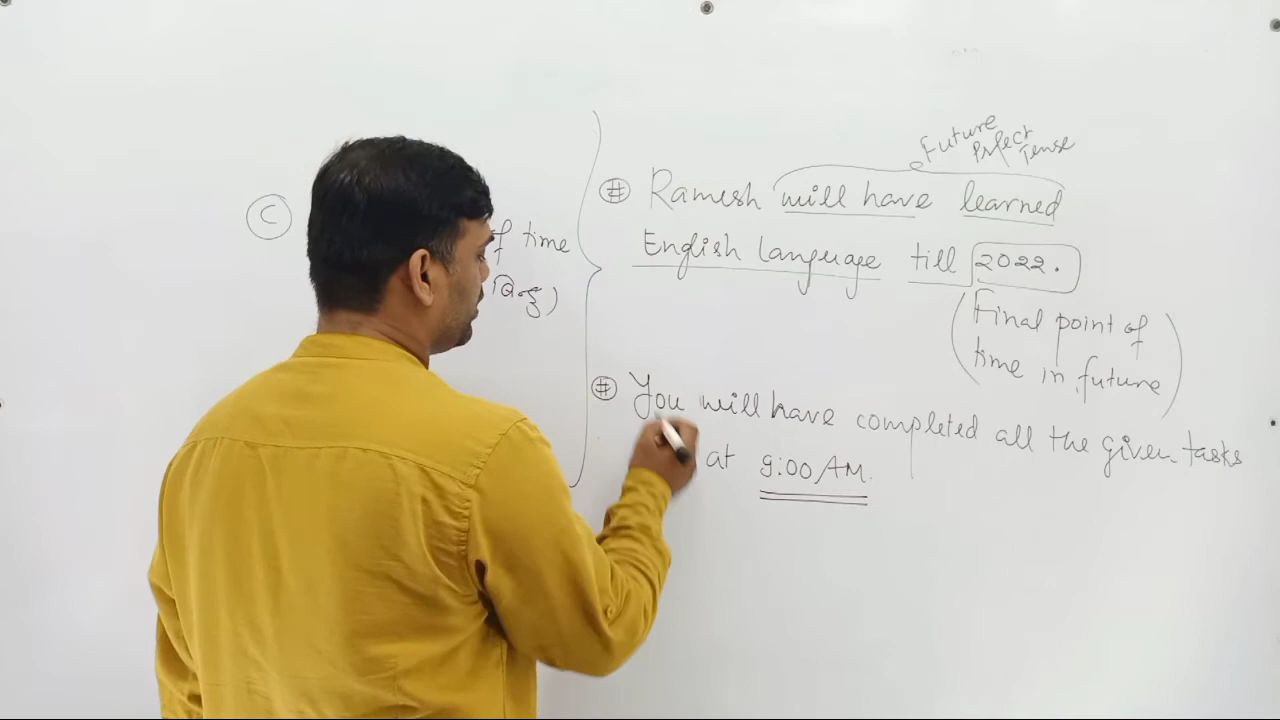 C
of time
Future
Perfect
Tense
# Ramesh will have learned
English language till 2022.
(Final point of
time in future)
# You will have completed all the given tasks
at 9:00 AM.